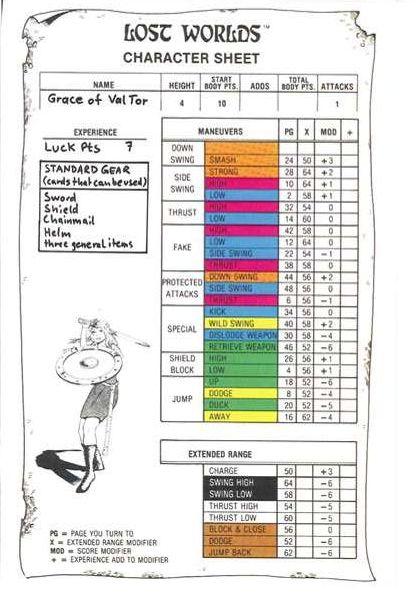 LOST WORLDS™
CHARACTER SHEET
NAME HEIGHT START BODY PTS. ADDS TOTAL BODY PTS. ATTACKS
Grace of Val Tor 4 10 1
EXPERIENCE
Luck Pts 7
STANDARD GEAR
(cards that can be used)
Sword
Shield
Chainmail
Helm
three general items
MANEUVERS PG X MOD +
DOWN SWING SMASH 24 50 +3
SIDE SWING STRONG 28 64 +2
HIGH 10 64 +1
LOW 2 58 +1
THRUST HIGH 32 54 0
LOW 14 60 0
FAKE HIGH 42 58 0
LOW 12 64 0
SIDE SWING 22 54 -1
THRUST 38 58 0
PROTECTED ATTACKS DOWN SWING 44 56 +2
SIDE SWING 48 56 0
THRUST 6 56 -1
SPECIAL KICK 34 56 0
WILD SWING 40 58 +2
DISLODGE WEAPON 30 58 -4
RETRIEVE WEAPON 46 52 -6
SHIELD BLOCK HIGH 26 56 +1
LOW 4 56 +1
JUMP UP 18 52 -6
DODGE 8 52 -4
DUCK 20 52 -5
AWAY 16 62 -4
EXTENDED RANGE
CHARGE 50 +3
SWING HIGH 64 -6
SWING LOW 58 -6
THRUST HIGH 54 -5
THRUST LOW 60 -5
BLOCK & CLOSE 56 0
DODGE 52 -6
JUMP BACK 62 -6
PG = PAGE YOU TURN TO
X = EXTENDED RANGE MODIFIER
MOD = SCORE MODIFIER
+ = EXPERIENCE ADD TO MODIFIER